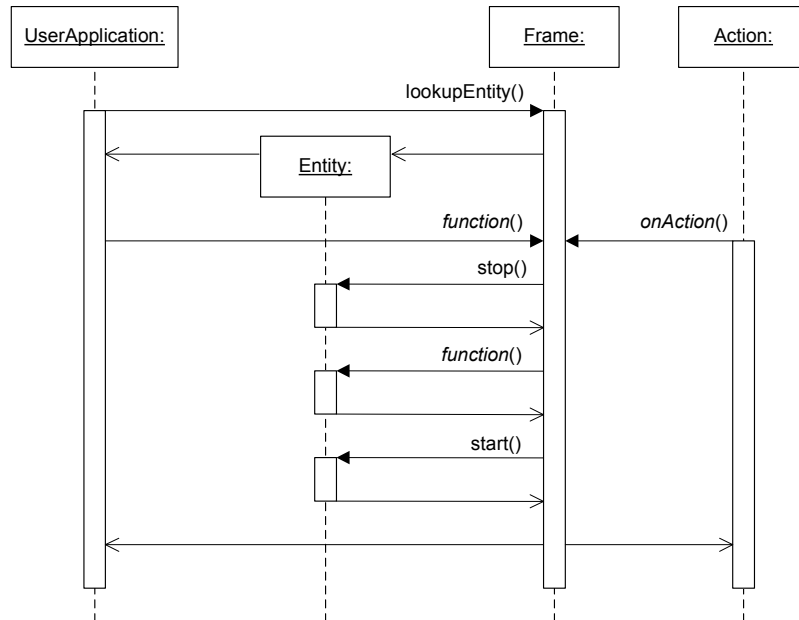 UserApplication:
Frame:
Action:
lookupEntity()
Entity:
function()
onAction()
stop()
function()
start()